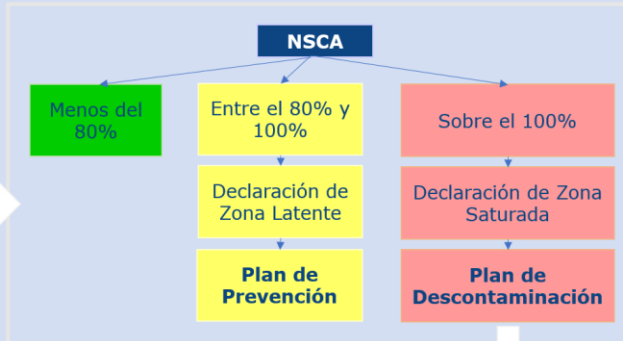 NSCA
Menos del
80%
Entre el 80% y
100%
Sobre el 100%
Declaración de
Zona Latente
Declaración de Zona
Saturada
Plan de
Prevención
Plan de
Descontaminación